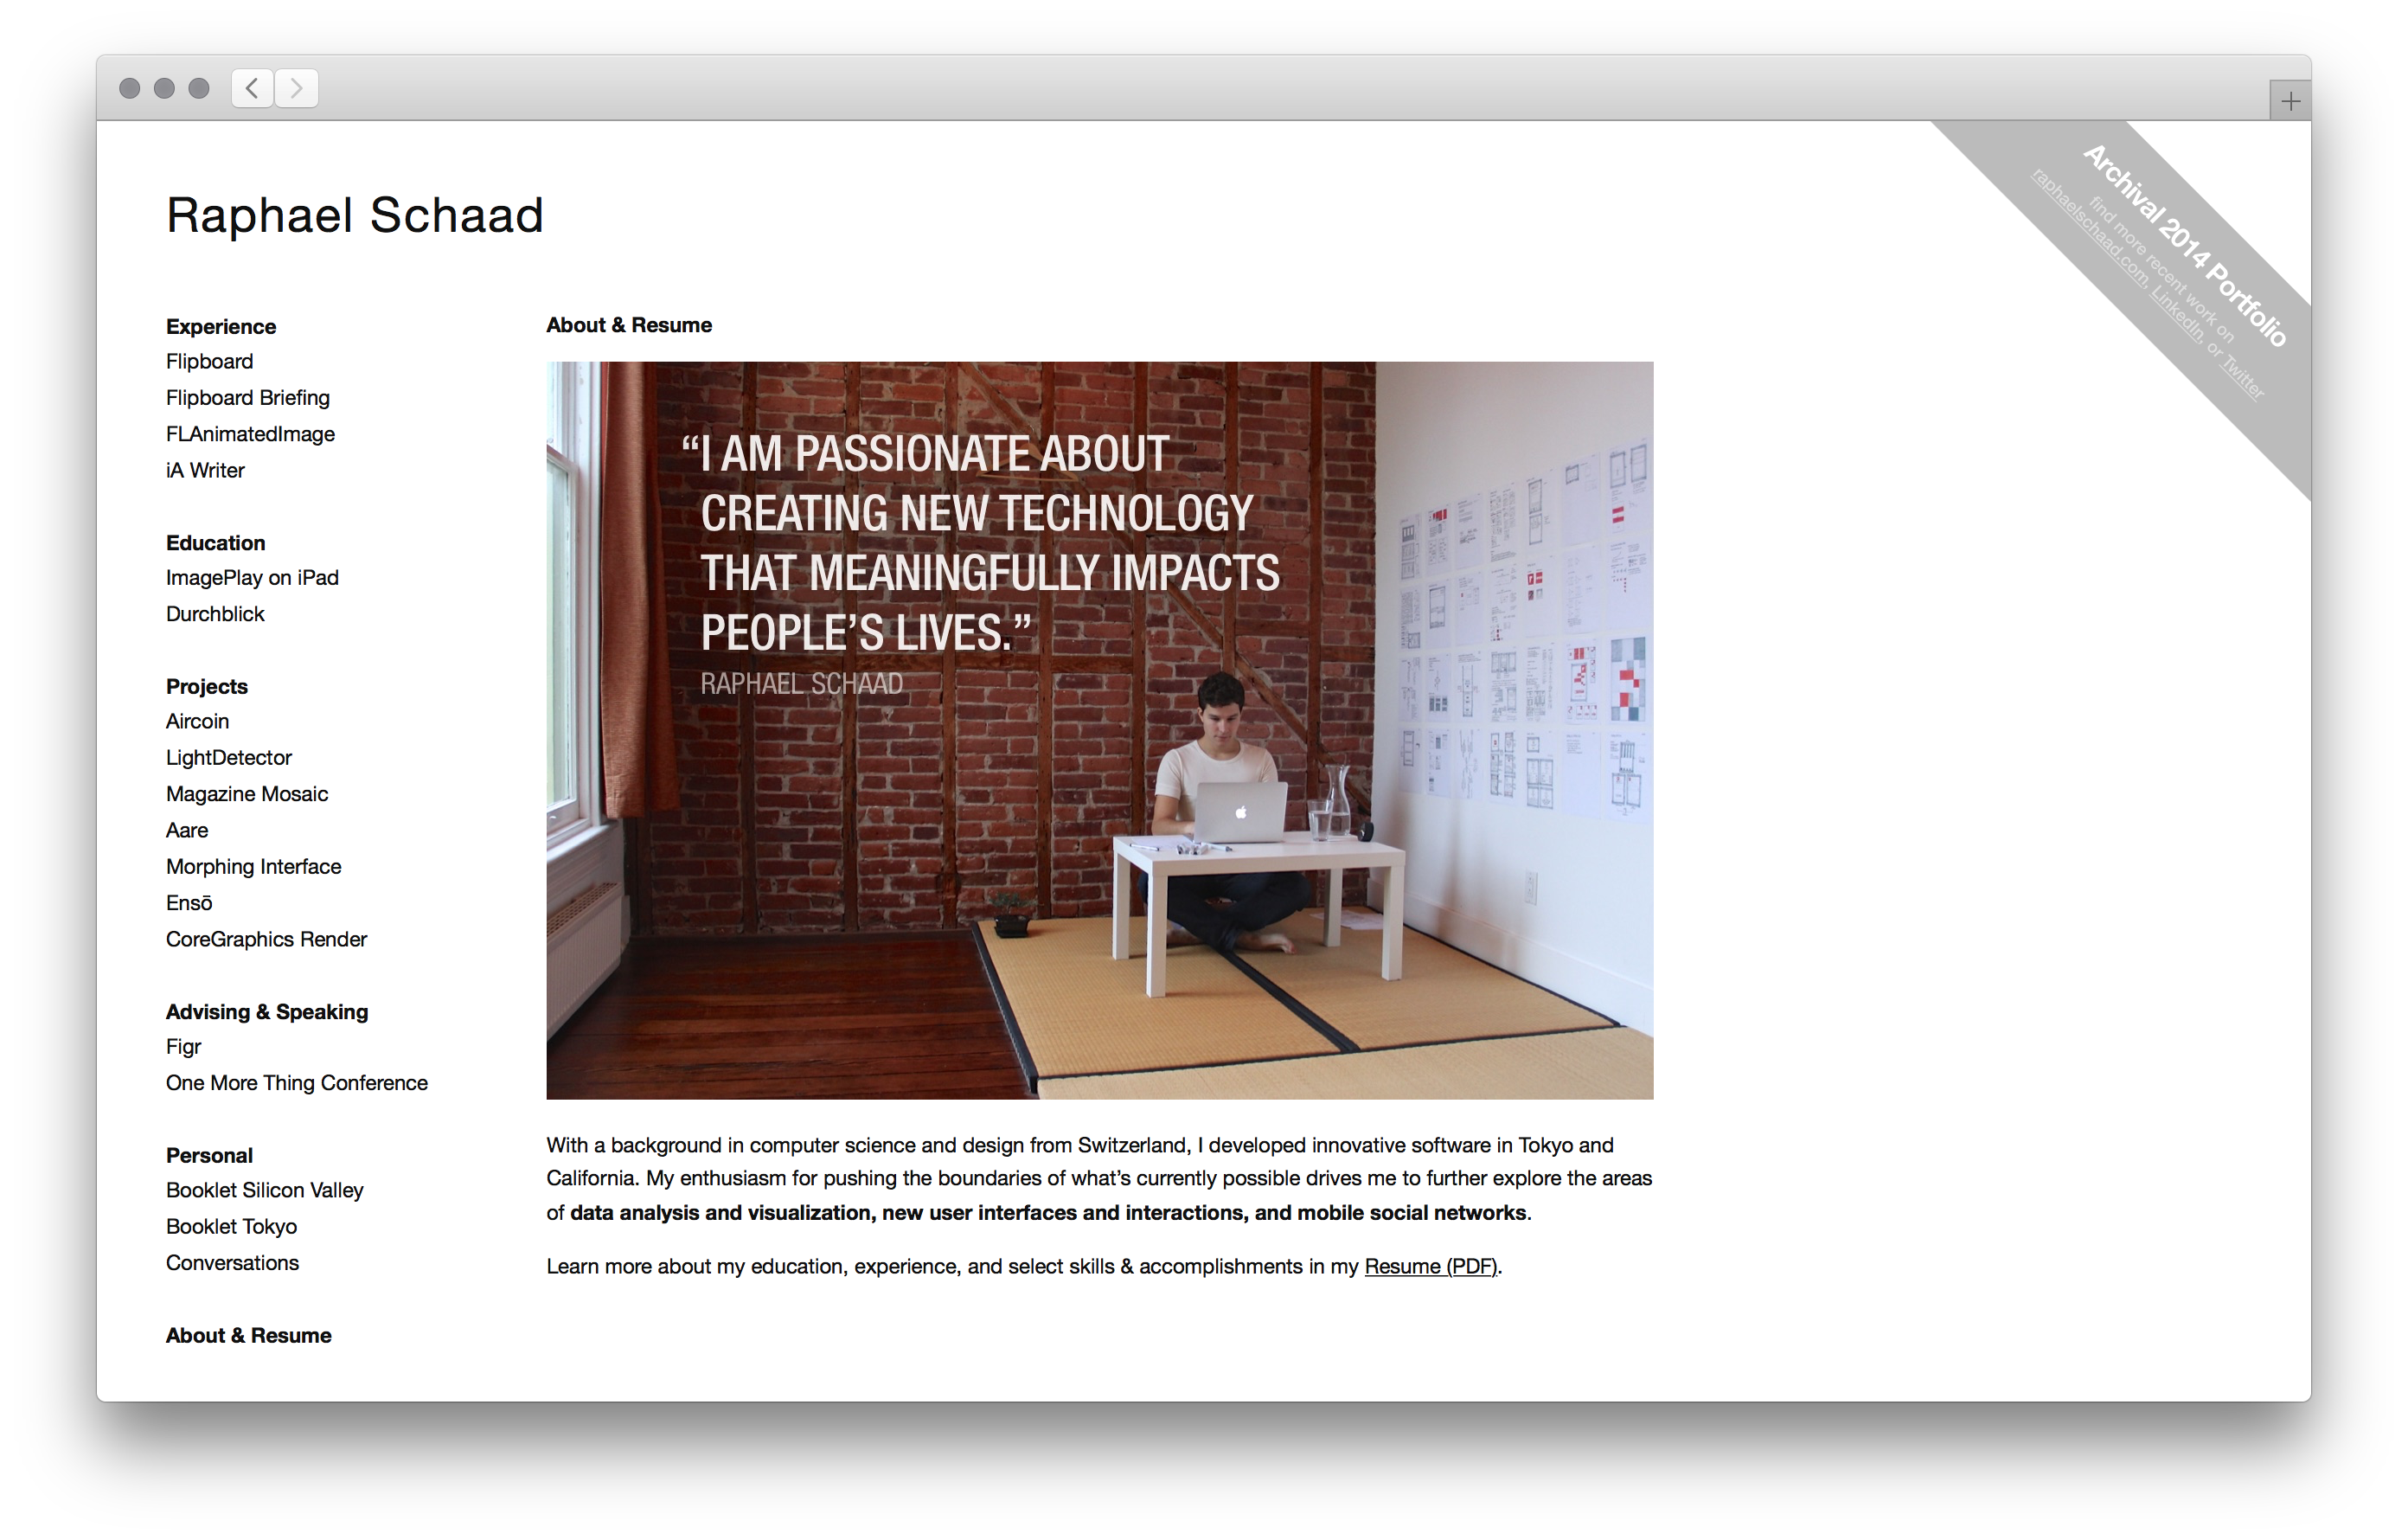 Raphael Schaad
Archival 2014 Portfolio
find more recent work on
raphaelschaad.com, LinkedIn, or Twitter
Experience
Flipboard
Flipboard Briefing
FLAnimatedImage
iA Writer
Education
ImagePlay on iPad
Durchblick
Projects
Aircoin
LightDetector
Magazine Mosaic
Aare
Morphing Interface
Ensō
CoreGraphics Render
Advising & Speaking
Figr
One More Thing Conference
Personal
Booklet Silicon Valley
Booklet Tokyo
Conversations
About & Resume
About & Resume
“I AM PASSIONATE ABOUT
CREATING NEW TECHNOLOGY
THAT MEANINGFULLY IMPACTS
PEOPLE’S LIVES.”
RAPHAEL SCHAAD
With a background in computer science and design from Switzerland, I developed innovative software in Tokyo and
California. My enthusiasm for pushing the boundaries of what’s currently possible drives me to further explore the areas
of data analysis and visualization, new user interfaces and interactions, and mobile social networks.
Learn more about my education, experience, and select skills & accomplishments in my Resume (PDF).